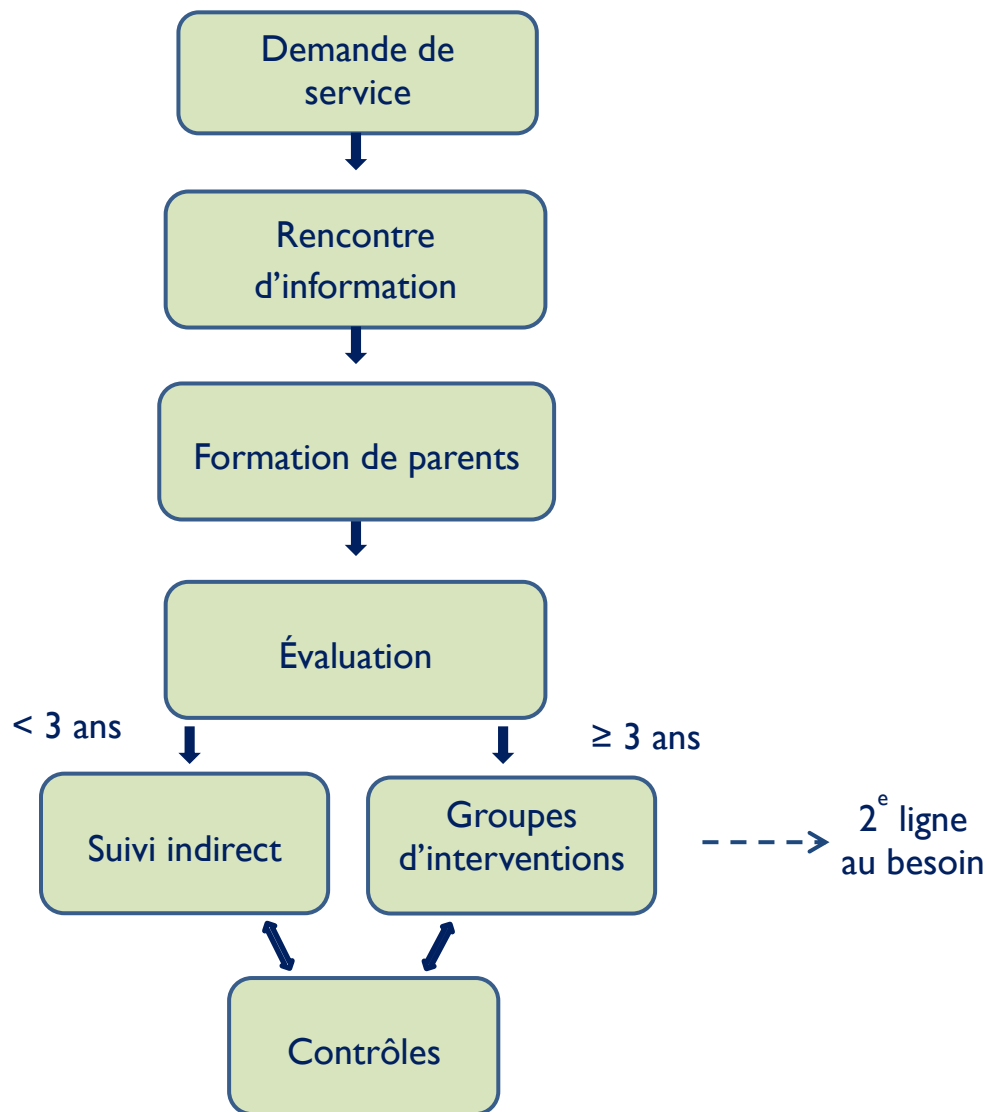 Demande de
service
Rencontre
d’information
Formation de parents
Évaluation
< 3 ans
≥ 3 ans
Suivi indirect
Groupes
d’interventions
2e ligne
au besoin
Contrôles